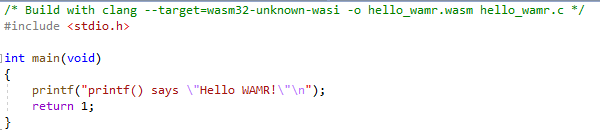 /* Build with clang --target=wasm32-unknown-wasi -o hello_wamr.wasm hello_wamr.c */
#include <stdio.h>
int main(void)
{
printf("printf() says \"Hello WAMR!\"\n");
return 1;
}